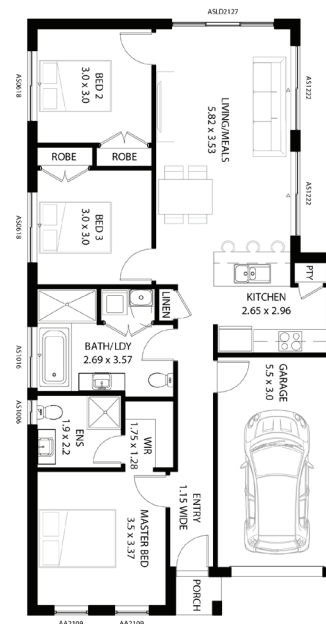 ASLD2127
AS0618
BED 2
3.0 x 3.0
LIVING/MEALS
5.82 x 3.53
AS1222
ROBE
ROBE
AS0618
BED 3
3.0 x 3.0
AS1222
LINEN
PTY
KITCHEN
2.65 x 2.96
AS1016
BATH/LDY
2.69 x 3.57
GARAGE
5.5 x 3.0
AS1006
ENS
1.9 x 2.2
WIR
1.75 x 1.28
ENTRY
1.15 WIDE
MASTER BED
3.5 x 3.37
PORCH
AA2109
AA2109